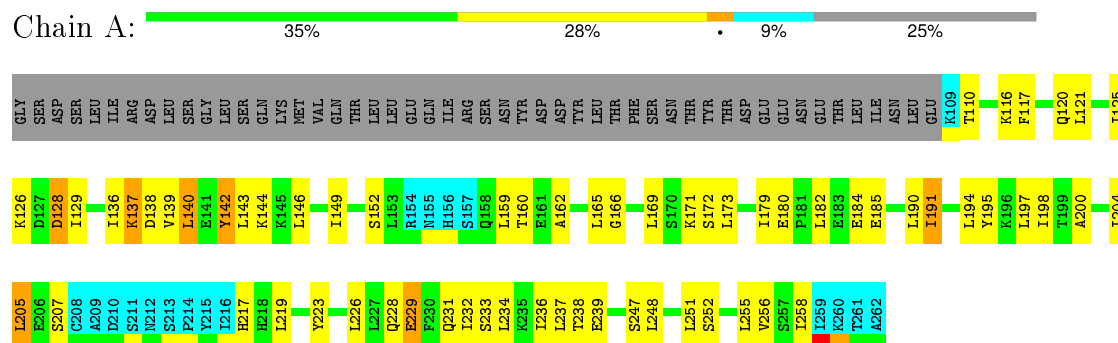 Chain A:
35% 28% • 9% 25%
GLY SER ASP SER LEU ILE ARG ASP LEU SER GLY LEU SER GLN LYS MET VAL GLN THR LEU LEU GLU GLN ILE ARG SER ASN TYR ASP ASP TYR LEU THR PHE SER ASN THR TYR THR ASP GLU GLU ASN GLU THR LEU ILE ASN LEU GLU K109 T110 K116 F117 Q120 L121 I125
K126 D127 D128 I129 I136 K137 D138 V139 L140 E141 Y142 L143 K144 K145 L146 I149 S152 L153 R154 N155 H156 S157 Q158 L159 T160 E161 A162 L165 G166 L169 S170 K171 S172 L173 I179 E180 P181 L182 E183 E184 E185 L190 I191 L194 Y195 K196 L197 I198 T199 A200 I204
L205 E206 S207 C208 A209 D210 S211 N212 S213 P214 Y215 I216 H217 H218 L219 Y223 L226 L227 Q228 E229 F230 Q231 I232 S233 L234 K235 I236 L237 T238 E239 S247 L248 L251 S252 L255 V256 S257 I258 I259 K260 T261 A262